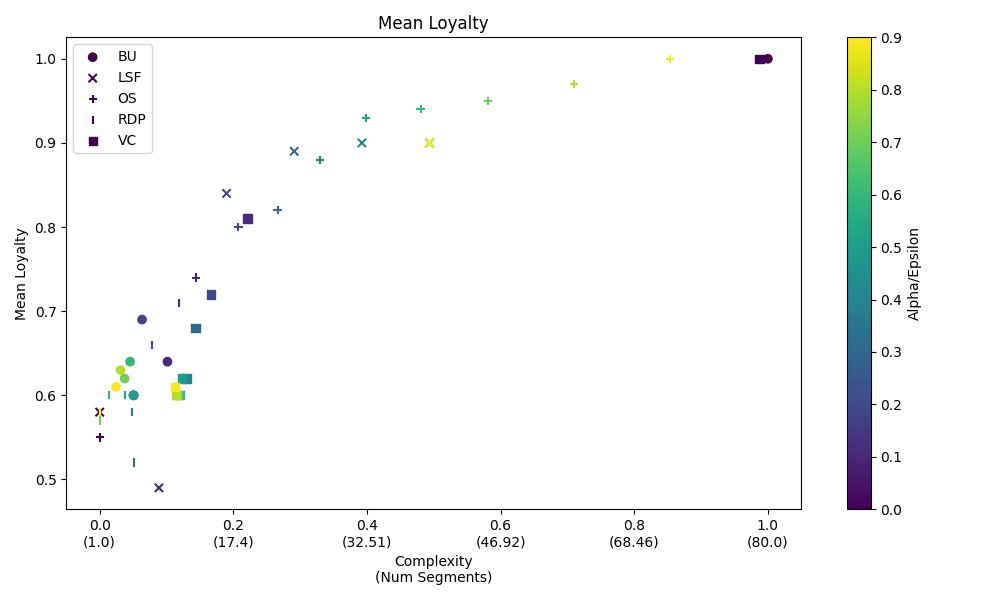 Mean Loyalty
BU
LSF
OS
RDP
VC
Mean Loyalty
1.0
0.9
0.8
0.7
0.6
0.5
0.0 0.2 0.4 0.6 0.8 1.0
(1.0) (17.4) (32.51) (46.92) (68.46) (80.0)
Complexity
(Num Segments)
0.9
0.8
0.7
0.6
0.5
0.4
0.3
0.2
0.1
0.0
Alpha/Epsilon